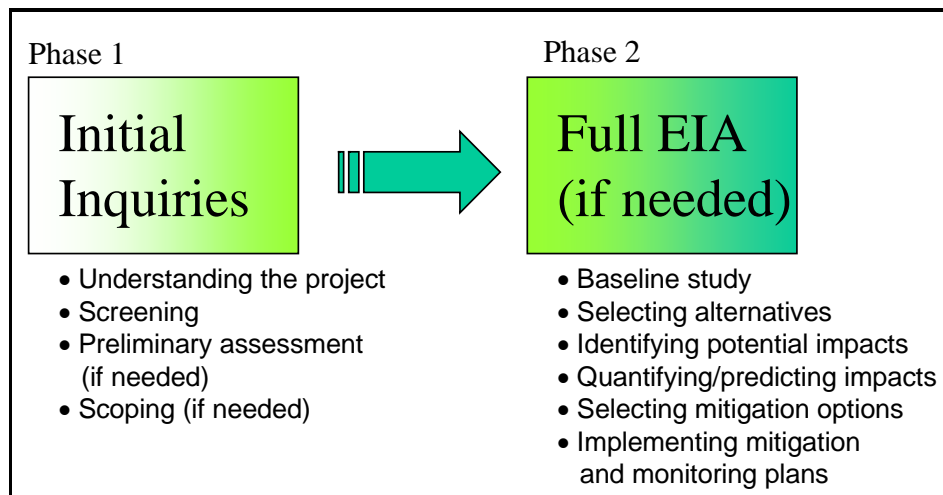 Phase 1
Initial
Inquiries
• Understanding the project
• Screening
• Preliminary assessment
(if needed)
• Scoping (if needed)
Phase 2
Full EIA
(if needed)
• Baseline study
• Selecting alternatives
• Identifying potential impacts
• Quantifying/predicting impacts
• Selecting mitigation options
• Implementing mitigation
and monitoring plans